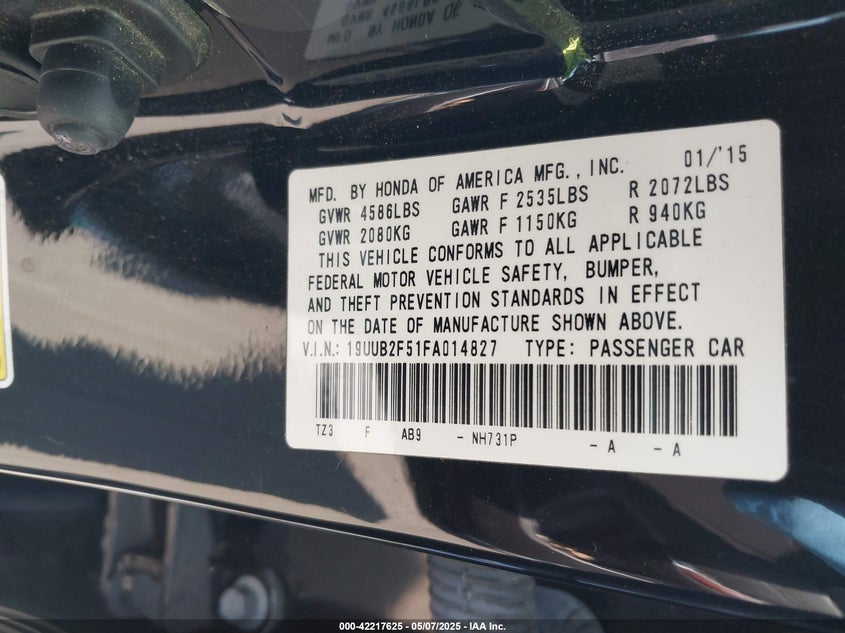 MFD. BY HONDA OF AMERICA MFG., INC. 01/'15
GVWR 4586LBS GAWR F 2535LBS R 2072LBS
GVWR 2080KG GAWR F 1150KG R 940KG
THIS VEHICLE CONFORMS TO ALL APPLICABLE
FEDERAL MOTOR VEHICLE SAFETY, BUMPER,
AND THEFT PREVENTION STANDARDS IN EFFECT
ON THE DATE OF MANUFACTURE SHOWN ABOVE.
V.I.N.: 19UUB2F51FA014827 TYPE: PASSENGER CAR
TZ3 F AB9 - NH731P - A - A
000-42217625 - 05/07/2025 - IAA Inc.